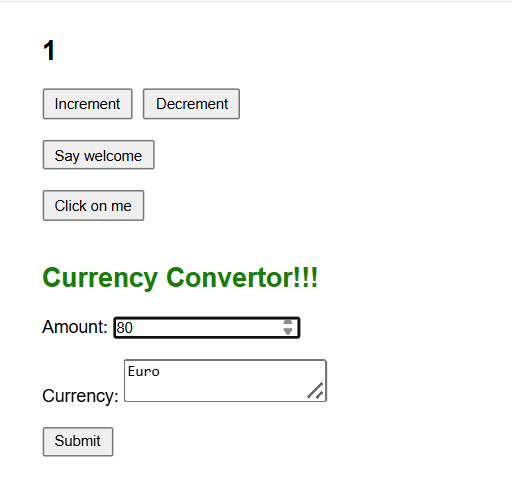 1
Increment Decrement
Say welcome
Click on me
Currency Convertor!!!
Amount: 80
Currency: Euro
Submit